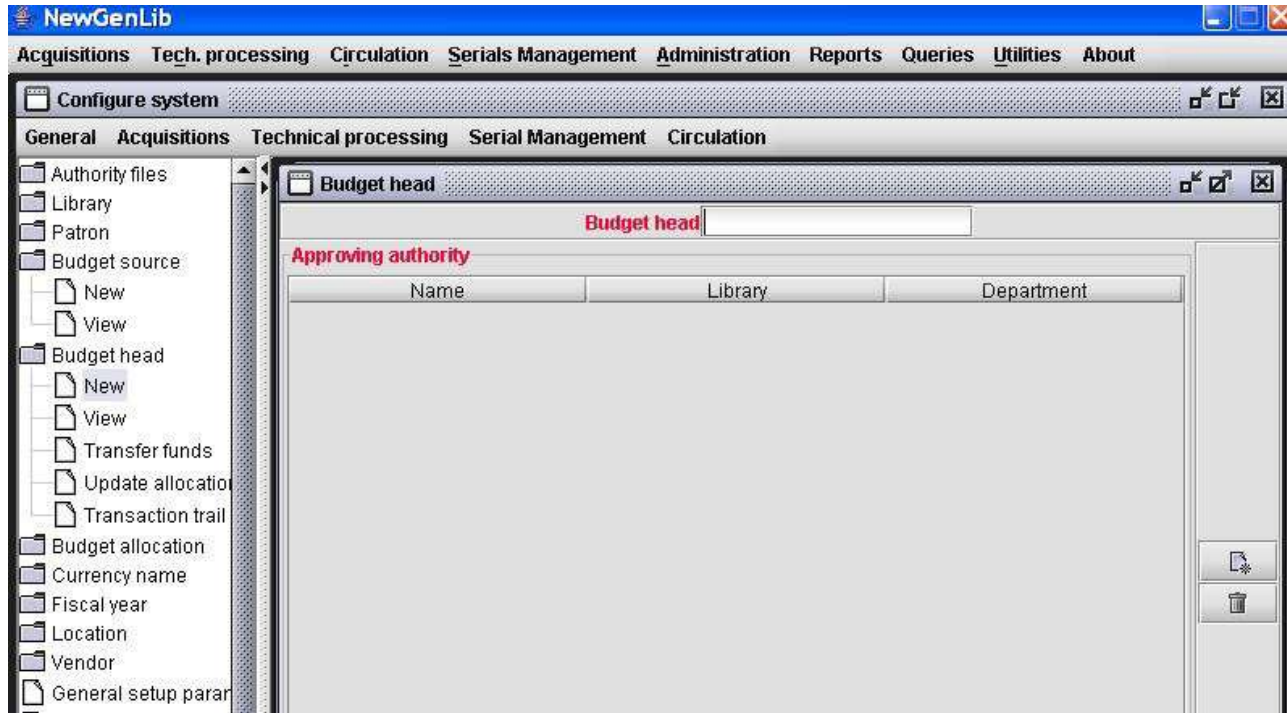 NewGenLib
Acquisitions Tech. processing Circulation Serials Management Administration Reports Queries Utilities About
Configure system
General Acquisitions Technical processing Serial Management Circulation
Authority files
Library
Patron
Budget source
New
View
Budget head
New
View
Transfer funds
Update allocation
Transaction trail
Budget allocation
Currency name
Fiscal year
Location
Vendor
General setup parar
Budget head
Budget head
Approving authority
Name Library Department